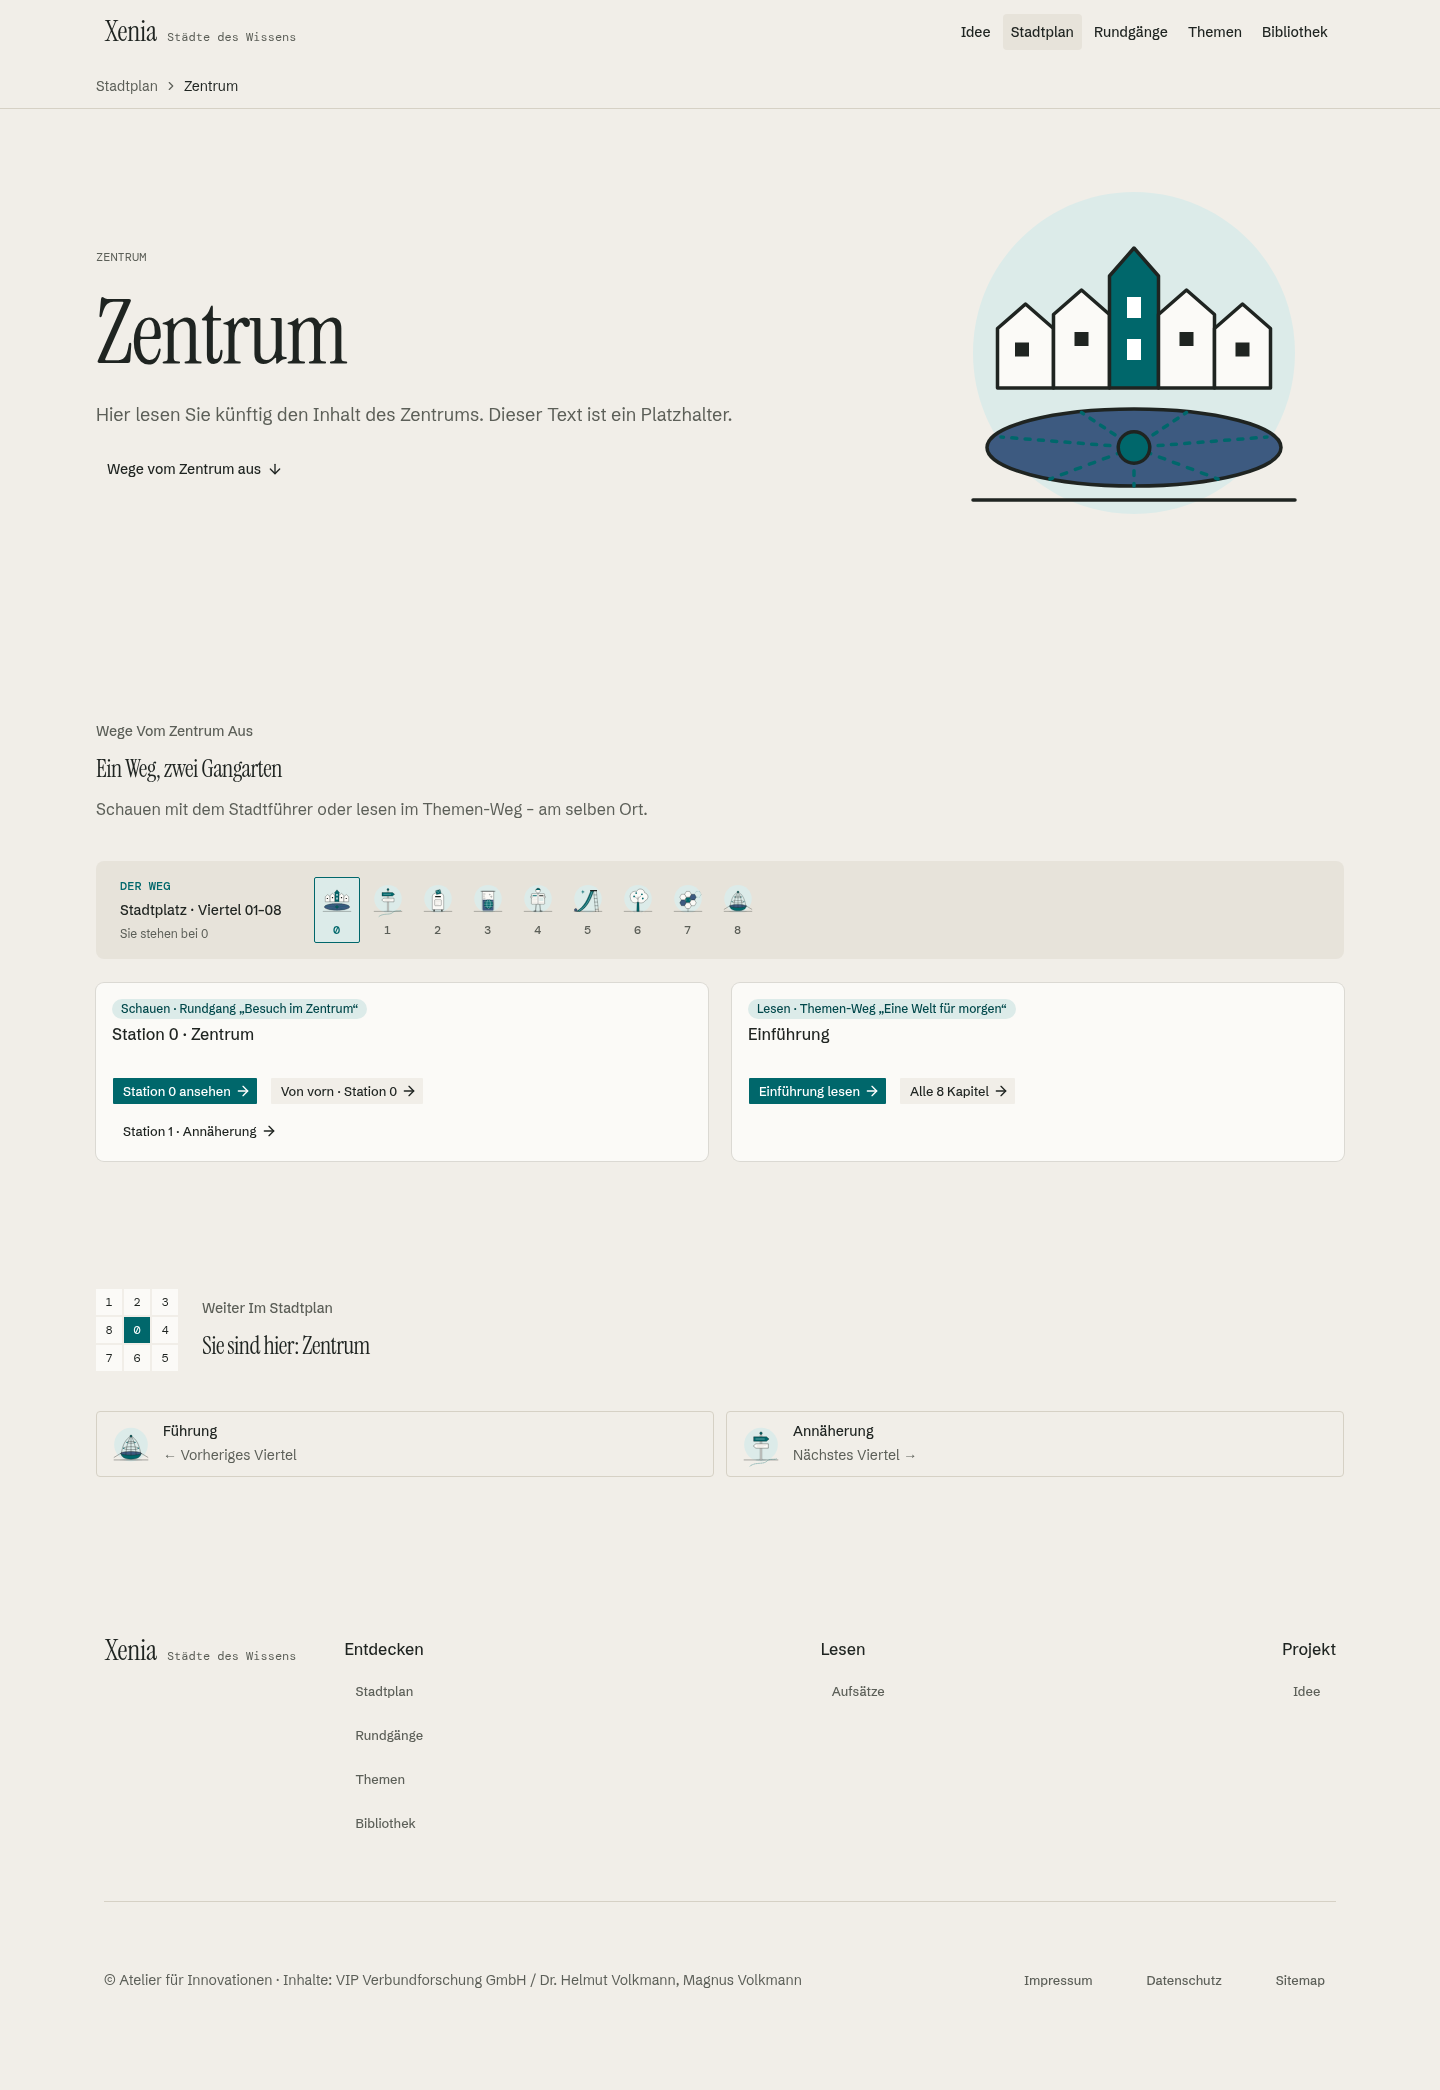 Xenia Städte des Wissens
Idee Stadtplan Rundgänge Themen Bibliothek
Stadtplan > Zentrum
ZENTRUM
Zentrum
Hier lesen Sie künftig den Inhalt des Zentrums. Dieser Text ist ein Platzhalter.
Wege vom Zentrum aus ↓
Wege Vom Zentrum Aus
Ein Weg, zwei Gangarten
Schauen mit dem Stadtführer oder lesen im Themen-Weg – am selben Ort.
DER WEG
Stadtplatz · Viertel 01–08
Sie stehen bei 0
0 1 2 3 4 5 6 7 8
Schauen · Rundgang „Besuch im Zentrum“
Station 0 · Zentrum
Station 0 ansehen → Von vorn · Station 0 →
Station 1 · Annäherung →
Lesen · Themen-Weg „Eine Welt für morgen“
Einführung
Einführung lesen → Alle 8 Kapitel →
1 2 3
8 0 4
7 6 5
Weiter Im Stadtplan
Sie sind hier: Zentrum
Führung
← Vorheriges Viertel
Annäherung
Nächstes Viertel →
Xenia Städte des Wissens
Entdecken
Stadtplan
Rundgänge
Themen
Bibliothek
Lesen
Aufsätze
Projekt
Idee
© Atelier für Innovationen · Inhalte: VIP Verbundforschung GmbH / Dr. Helmut Volkmann, Magnus Volkmann
Impressum Datenschutz Sitemap